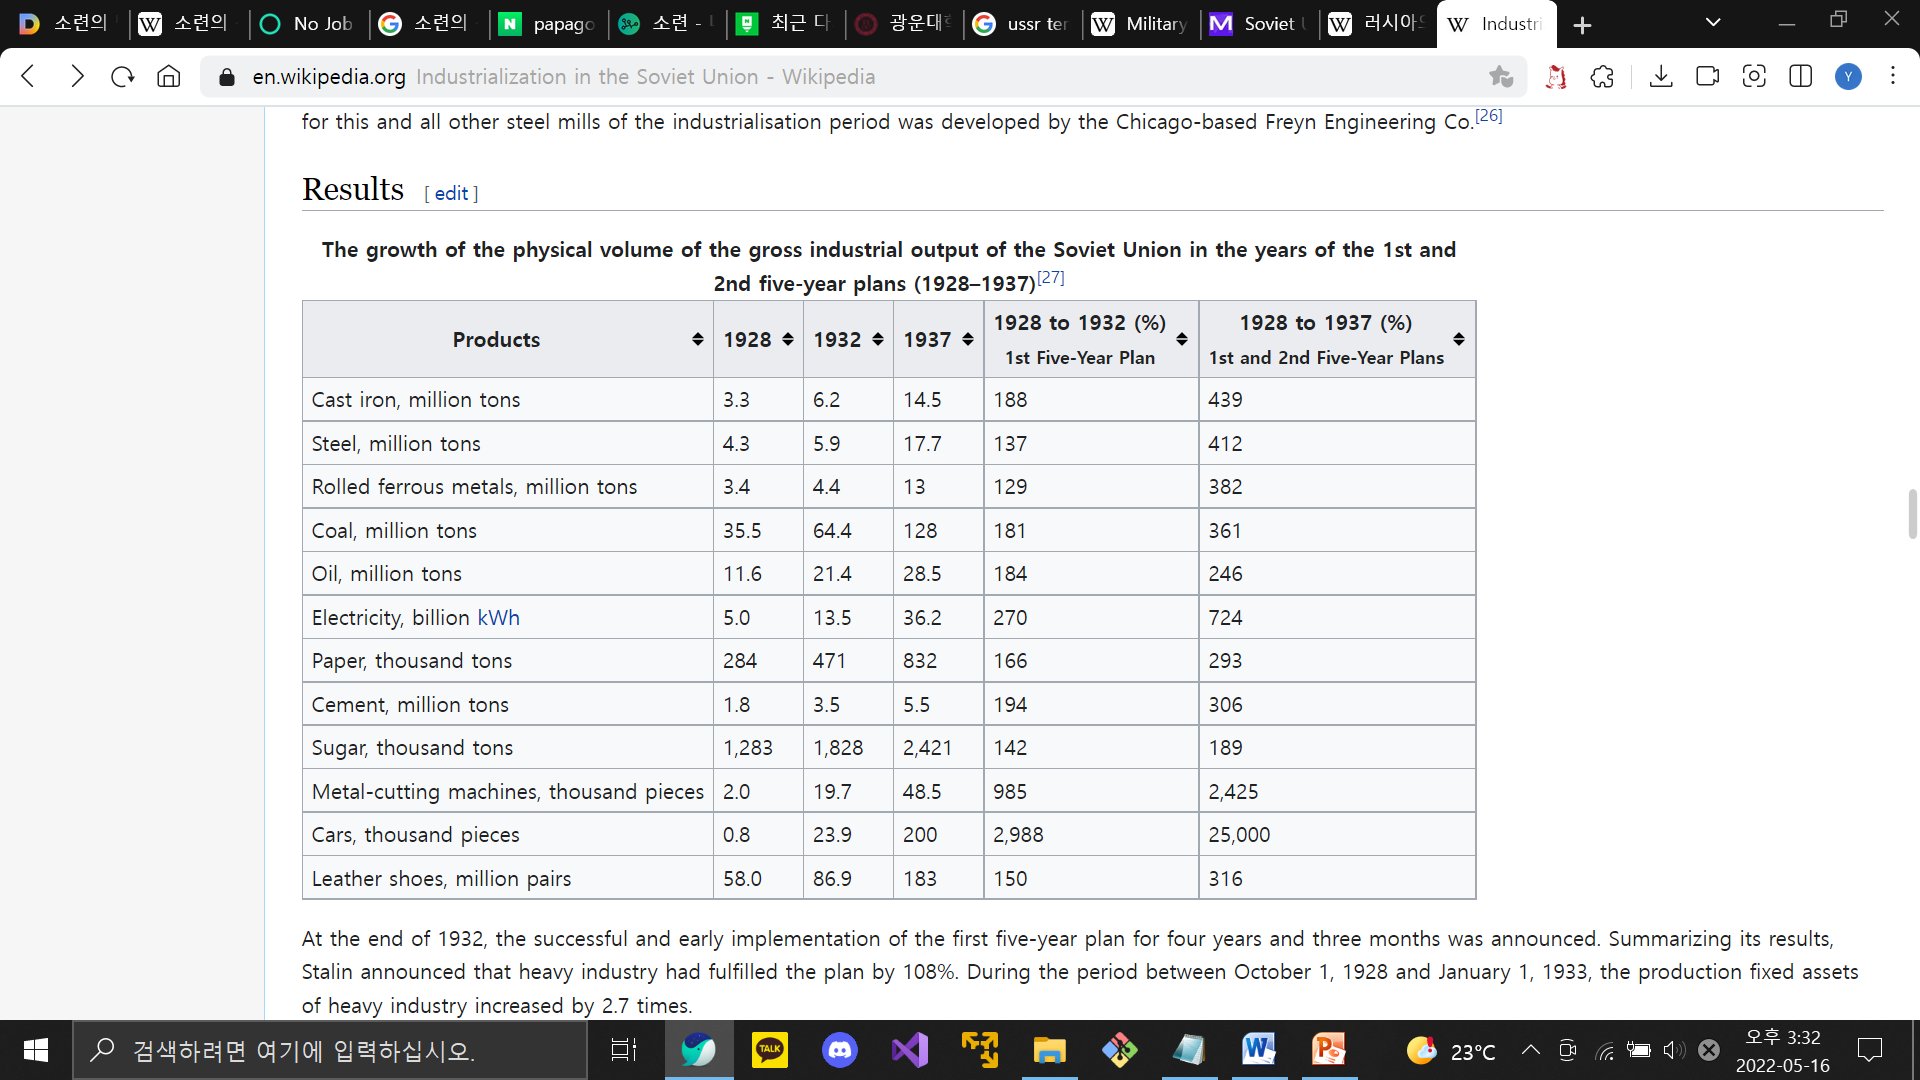 소련의
소련의
No Job
소련의
papago
소련 -
최근 다
광운대
ussr ter
Military
Soviet
러시아
Industri
en.wikipedia.org Industrialization in the Soviet Union - Wikipedia
Y
for this and all other steel mills of the industrialisation period was developed by the Chicago-based Freyn Engineering Co.[26]
Results [ edit ]
The growth of the physical volume of the gross industrial output of the Soviet Union in the years of the 1st and
2nd five-year plans (1928–1937)[27]
Products 1928 1932 1937 1928 to 1932 (%) 1st Five-Year Plan 1928 to 1937 (%) 1st and 2nd Five-Year Plans
Cast iron, million tons 3.3 6.2 14.5 188 439
Steel, million tons 4.3 5.9 17.7 137 412
Rolled ferrous metals, million tons 3.4 4.4 13 129 382
Coal, million tons 35.5 64.4 128 181 361
Oil, million tons 11.6 21.4 28.5 184 246
Electricity, billion kWh 5.0 13.5 36.2 270 724
Paper, thousand tons 284 471 832 166 293
Cement, million tons 1.8 3.5 5.5 194 306
Sugar, thousand tons 1,283 1,828 2,421 142 189
Metal-cutting machines, thousand pieces 2.0 19.7 48.5 985 2,425
Cars, thousand pieces 0.8 23.9 200 2,988 25,000
Leather shoes, million pairs 58.0 86.9 183 150 316
At the end of 1932, the successful and early implementation of the first five-year plan for four years and three months was announced. Summarizing its results,
Stalin announced that heavy industry had fulfilled the plan by 108%. During the period between October 1, 1928 and January 1, 1933, the production fixed assets
of heavy industry increased by 2.7 times.
검색하려면 여기에 입력하십시오.
TALK
23°C
오후 3:32
2022-05-16